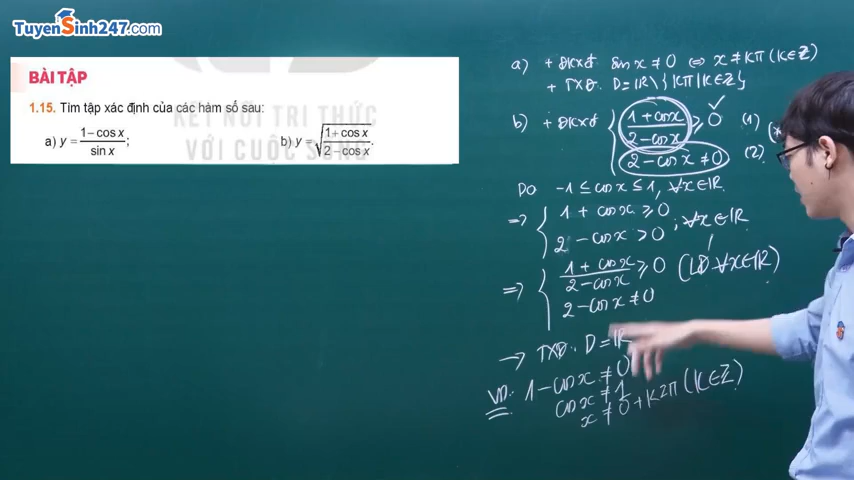 TuyenSinh247.com
BÀI TẬP
1.15. Tìm tập xác định của các hàm số sau:
a) y = (1 − cos x)/(sin x);
b) y = √((1 + cos x)/(2 − cos x)).
KẾT NỐI TRI THỨC
VỚI CUỘC SỐNG
a) + ĐKXĐ sin x ≠ 0 ⇔ x ≠ kπ (k∈Z)
+ TXĐ. D = R\{kπ | k∈Z}
b) + ĐKXĐ { (1 + cos x)/(2 − cos x) ≥ 0 ✓ (1)
2 − cos x ≠ 0 (2)
(*
Do −1 ≤ cos x ≤ 1, ∀x∈R
⇒ { 1 + cos x ≥ 0
2 − cos x > 0 ; ∀x∈R
⇒ { (1 + cos x)/(2 − cos x) ≥ 0 (LĐ ∀x∈R)
2 − cos x ≠ 0
→ TXĐ. D = R
VD. 1 − cos x ≠ 0
cos x ≠ 1
x ≠ 0 + k2π (k∈Z)